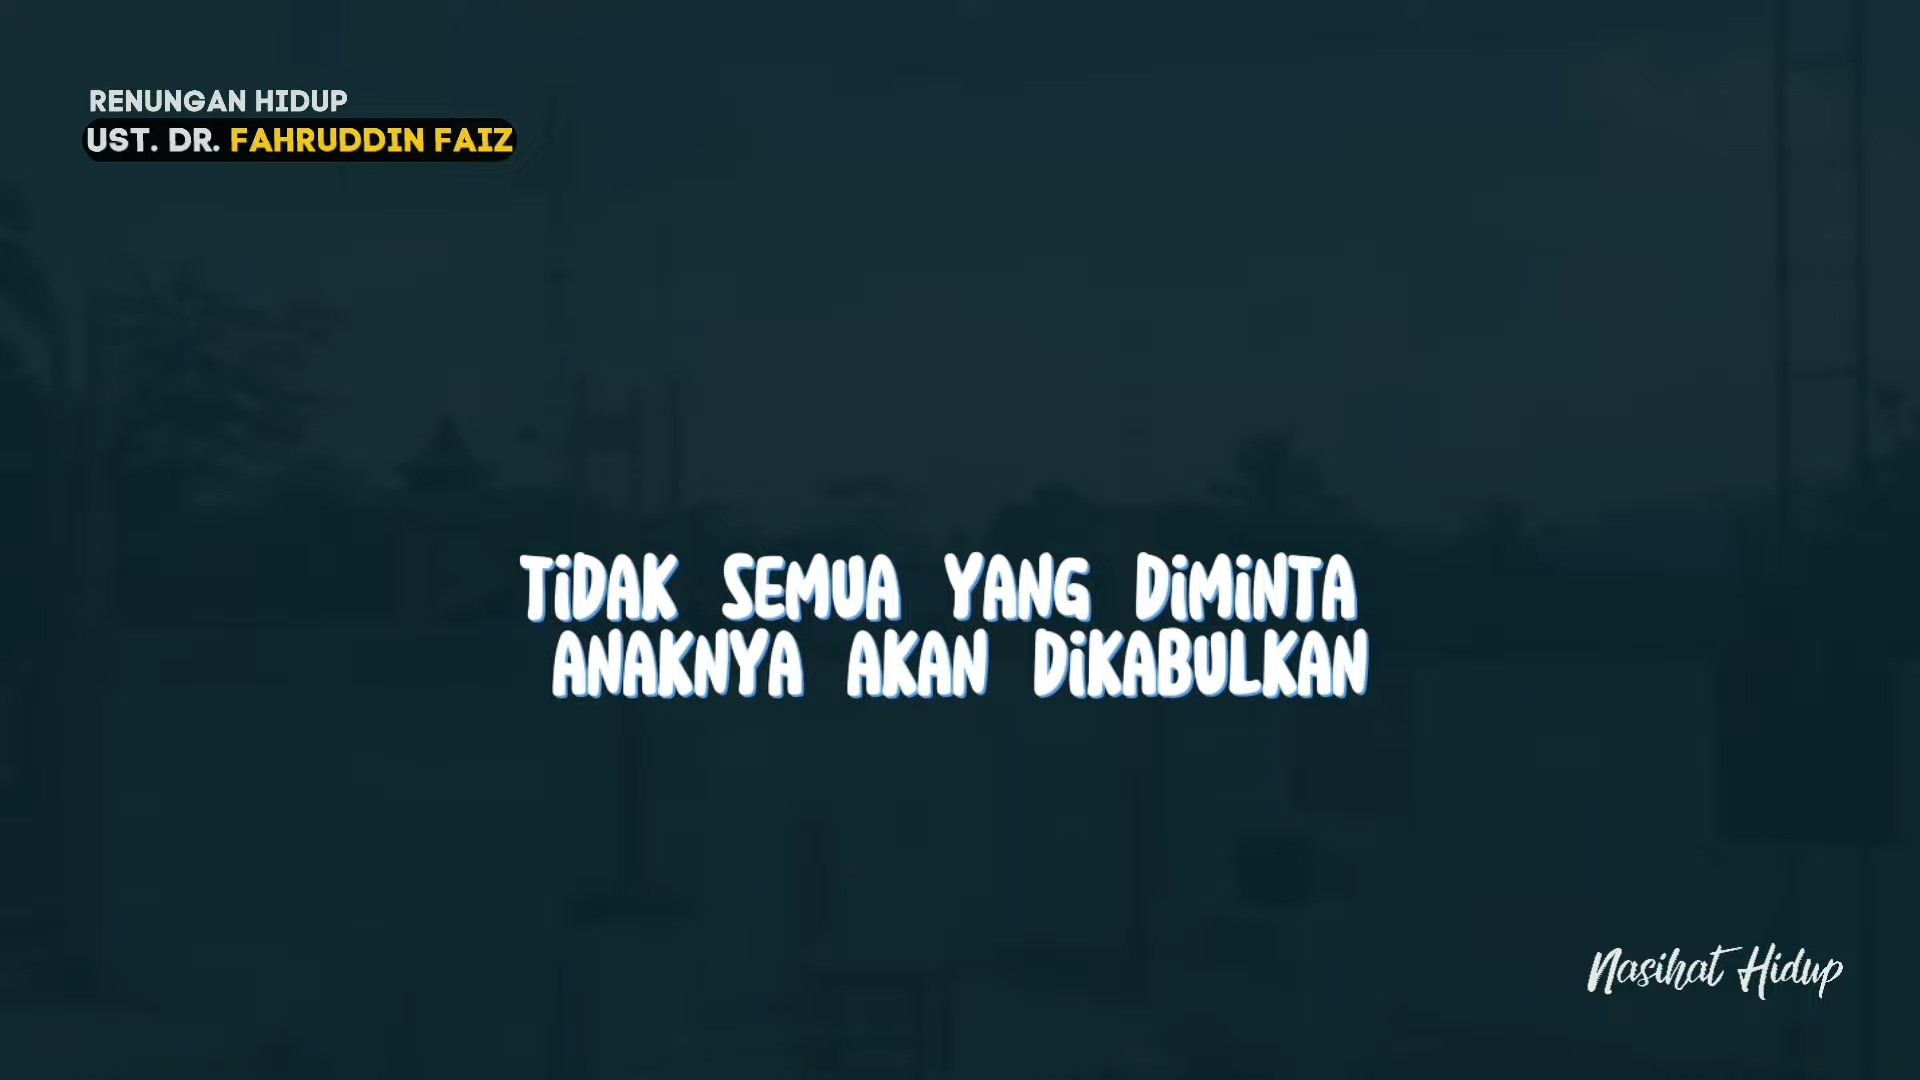 RENUNGAN HIDUP
UST. DR. FAHRUDDIN FAIZ
TiDAK SEMUA YANG DiMiNTA
ANAKNYA AKAN DiKABULKAN
Nasihat Hidup